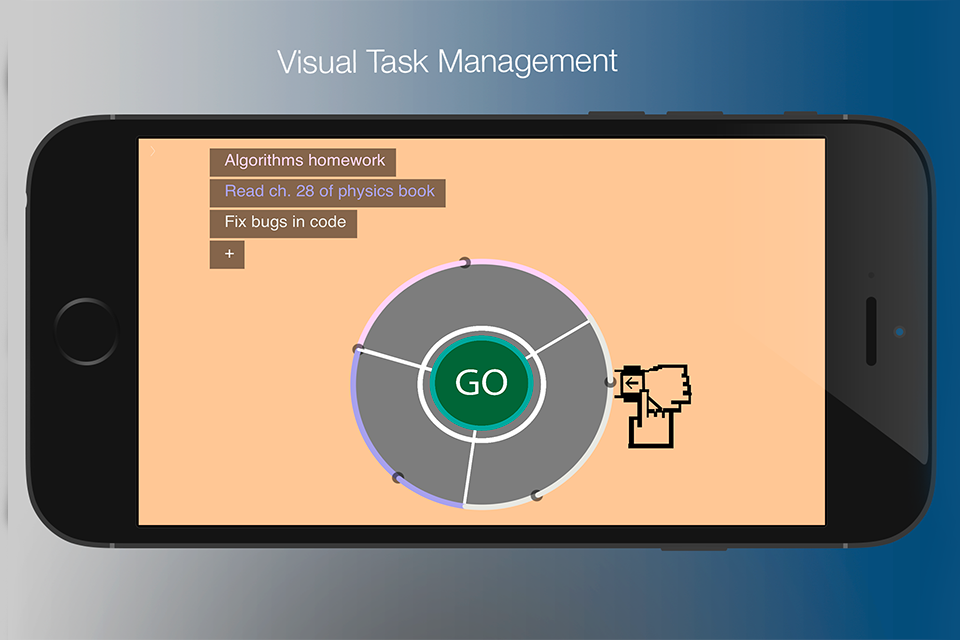 Visual Task Management
Algorithms homework
Read ch. 28 of physics book
Fix bugs in code
+
GO